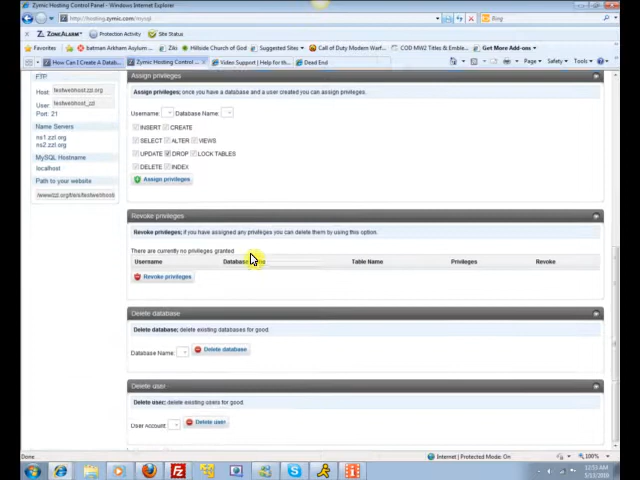 Zymic Hosting Control Panel - Windows Internet Explorer
http://hosting.zymic.com/mysql
Bing
ZONEALARM Protection Activity Site Status
Favorites batman Arkham Asylum ... Ziki Hillside Church of God Suggested Sites Call of Duty Modern Warf... COD MW2 Titles & Emble... Get More Add-ons
How Can I Create A Datab... Zymic Hosting Control ... Video Support | Help for th... Dead End Page Safety Tools
FTP
Host testwebhost.zzl.org
User testwebhost_zzl
Port: 21
Name Servers
ns1.zzl.org
ns2.zzl.org
MySQL Hostname
localhost
Path to your website
Assign privileges
Assign privileges; once you have a database and a user created you can assign privileges.
Username: Database Name:
INSERT CREATE
SELECT ALTER VIEWS
UPDATE DROP LOCK TABLES
DELETE INDEX
Assign privileges
Revoke privileges
Revoke privileges; if you have assigned any privileges you can delete them by using this option.
There are currently no privileges granted
Username Database Table Name Privileges Revoke
Revoke privileges
Delete database
Delete database; delete existing databases for good.
Database Name: Delete database
Delete user
Delete user; delete existing users for good.
User Account: Delete user
Done Internet | Protected Mode: On 100%
12:53 AM
5/13/2010